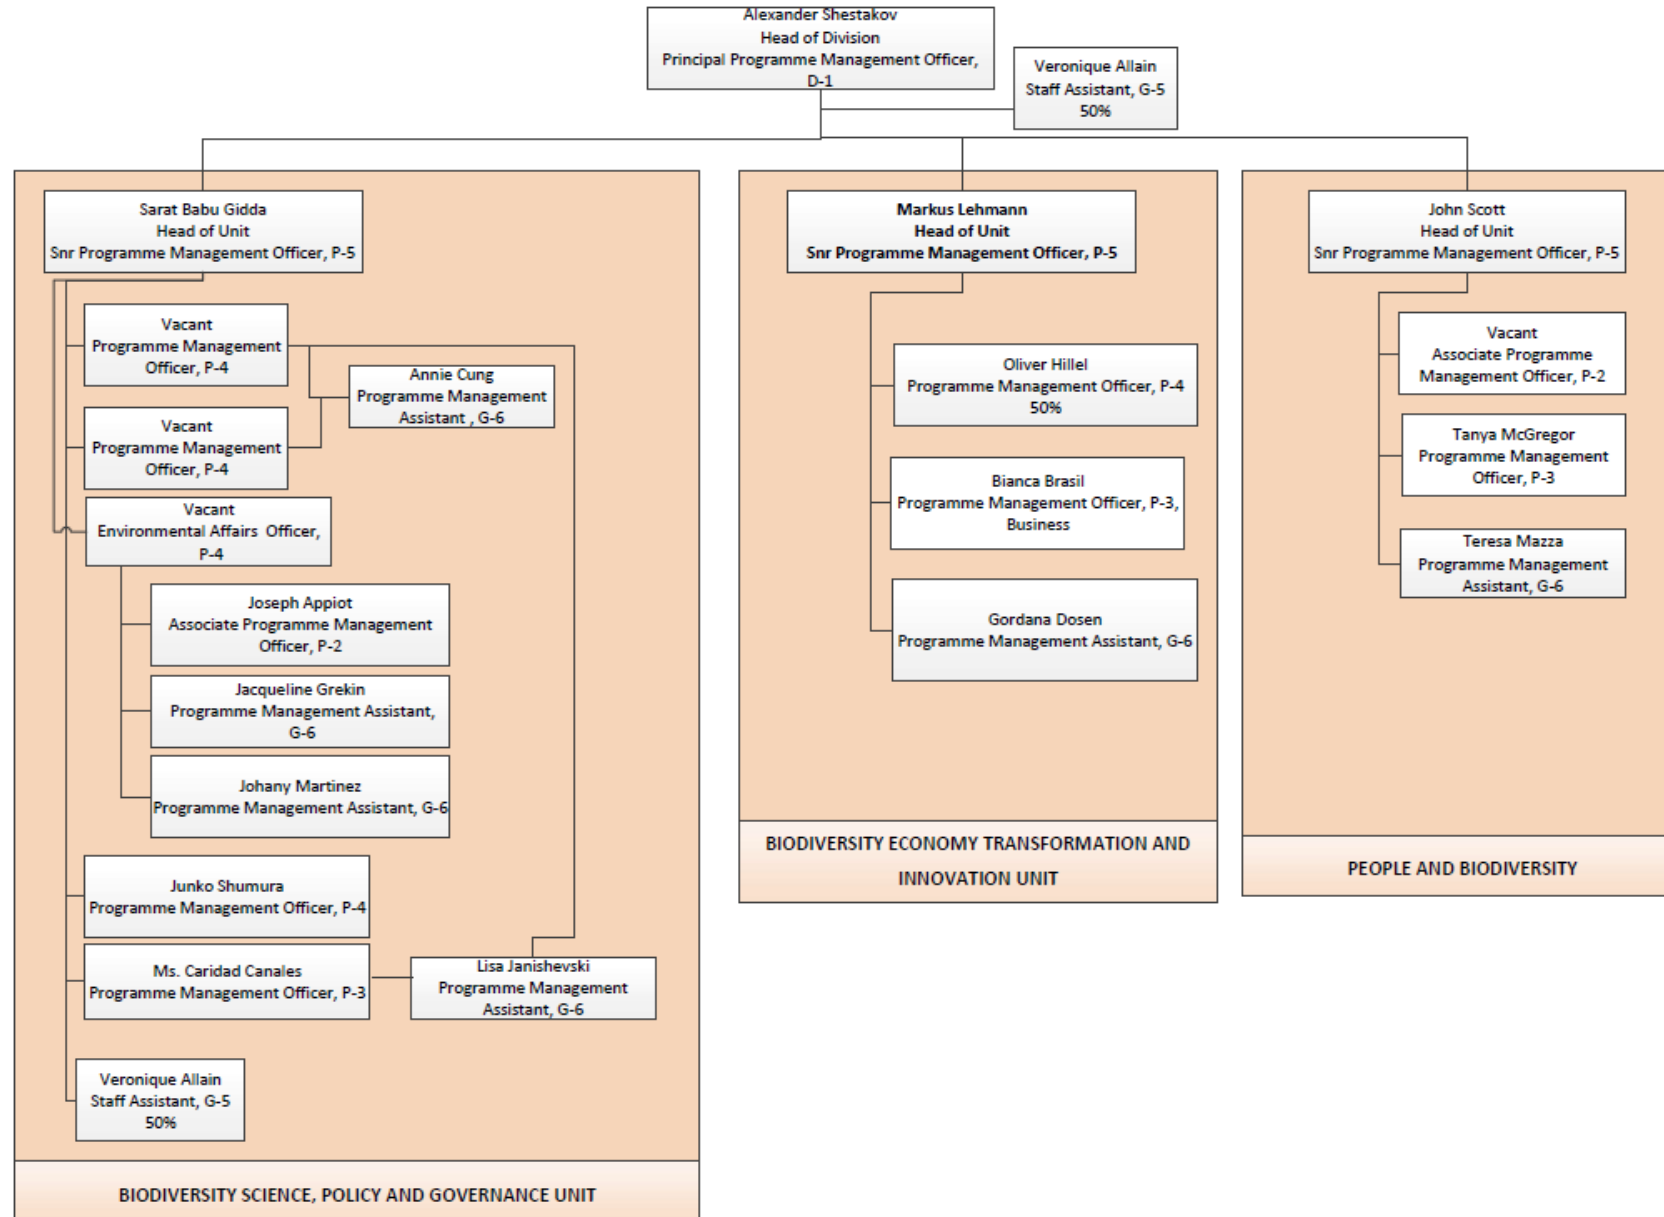 Alexander Shestakov
Head of Division
Principal Programme Management Officer,
D-1
Veronique Allain
Staff Assistant, G-5
50%
Sarat Babu Gidda
Head of Unit
Snr Programme Management Officer, P-5
Vacant
Programme Management
Officer, P-4
Annie Cung
Programme Management
Assistant , G-6
Vacant
Programme Management
Officer, P-4
Vacant
Environmental Affairs Officer,
P-4
Joseph Appiot
Associate Programme Management
Officer, P-2
Jacqueline Grekin
Programme Management Assistant,
G-6
Johany Martinez
Programme Management Assistant, G-6
Junko Shumura
Programme Management Officer, P-4
Ms. Caridad Canales
Programme Management Officer, P-3
Lisa Janishevski
Programme Management
Assistant, G-6
Veronique Allain
Staff Assistant, G-5
50%
BIODIVERSITY SCIENCE, POLICY AND GOVERNANCE UNIT
Markus Lehmann
Head of Unit
Snr Programme Management Officer, P-5
Oliver Hillel
Programme Management Officer, P-4
50%
Bianca Brasil
Programme Management Officer, P-3,
Business
Gordana Dosen
Programme Management Assistant, G-6
BIODIVERSITY ECONOMY TRANSFORMATION AND
INNOVATION UNIT
John Scott
Head of Unit
Snr Programme Management Officer, P-5
Vacant
Associate Programme
Management Officer, P-2
Tanya McGregor
Programme Management
Officer, P-3
Teresa Mazza
Programme Management
Assistant, G-6
PEOPLE AND BIODIVERSITY